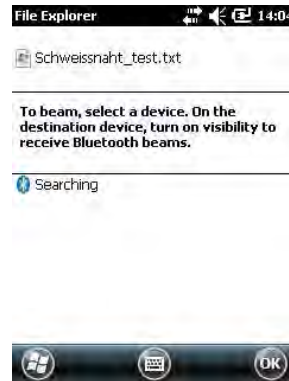 File Explorer 14:04
Schweissnaht_test.txt
To beam, select a device. On the
destination device, turn on visibility to
receive Bluetooth beams.
Searching
OK